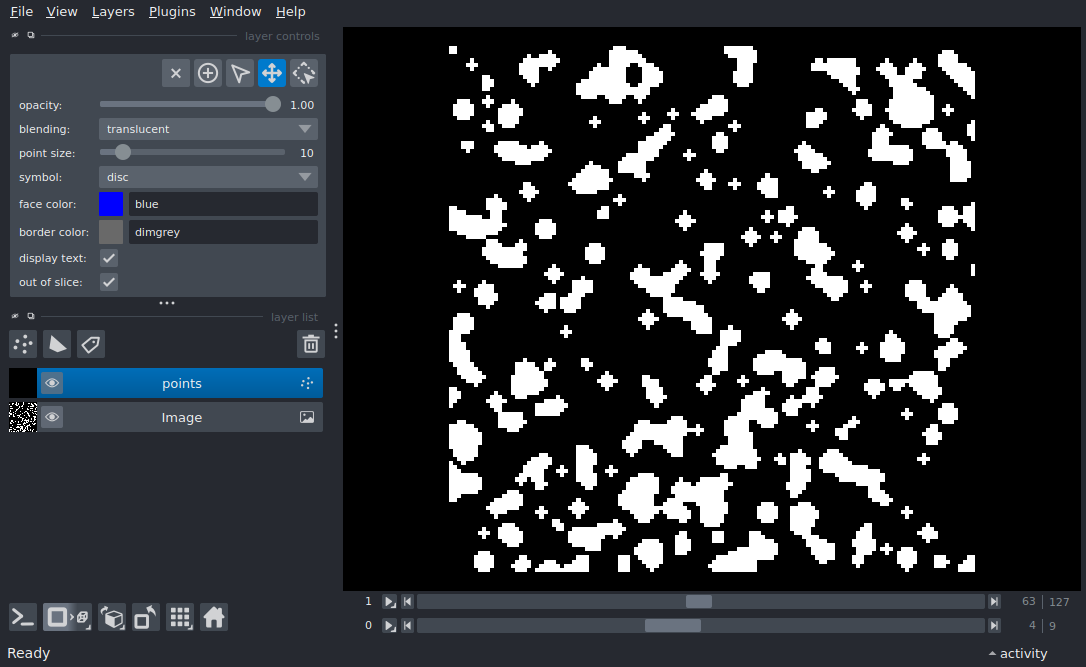 File View Layers Plugins Window Help
layer controls
opacity: 1.00
blending: translucent
point size: 10
symbol: disc
face color: blue
border color: dimgrey
display text:
out of slice:
layer list
points
Image
1 63 127
0 4 9
Ready activity